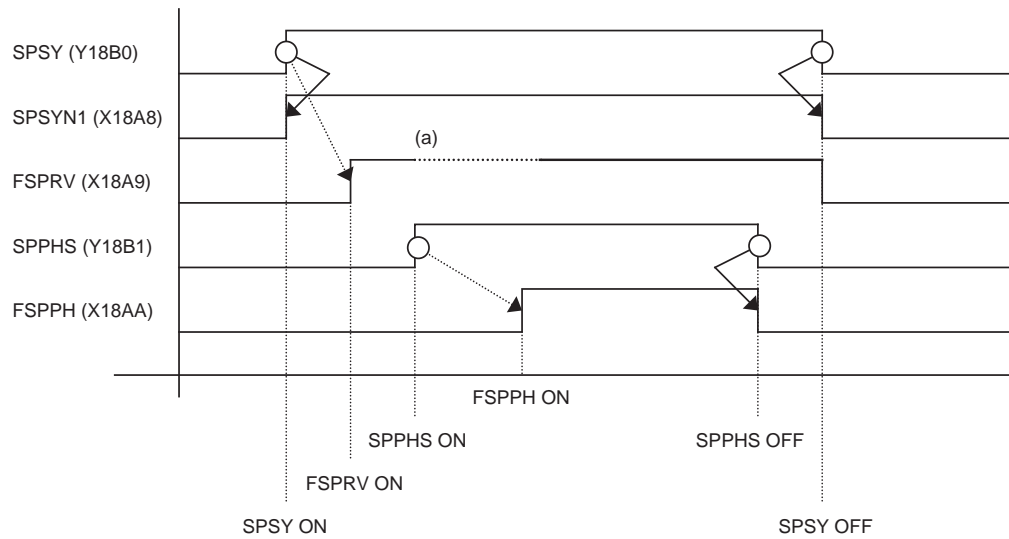 SPSY (Y18B0)
SPSYN1 (X18A8)
(a)
FSPRV (X18A9)
SPPHS (Y18B1)
FSPPH (X18AA)
FSPPH ON
SPPHS ON
SPPHS OFF
FSPRV ON
SPSY ON
SPSY OFF